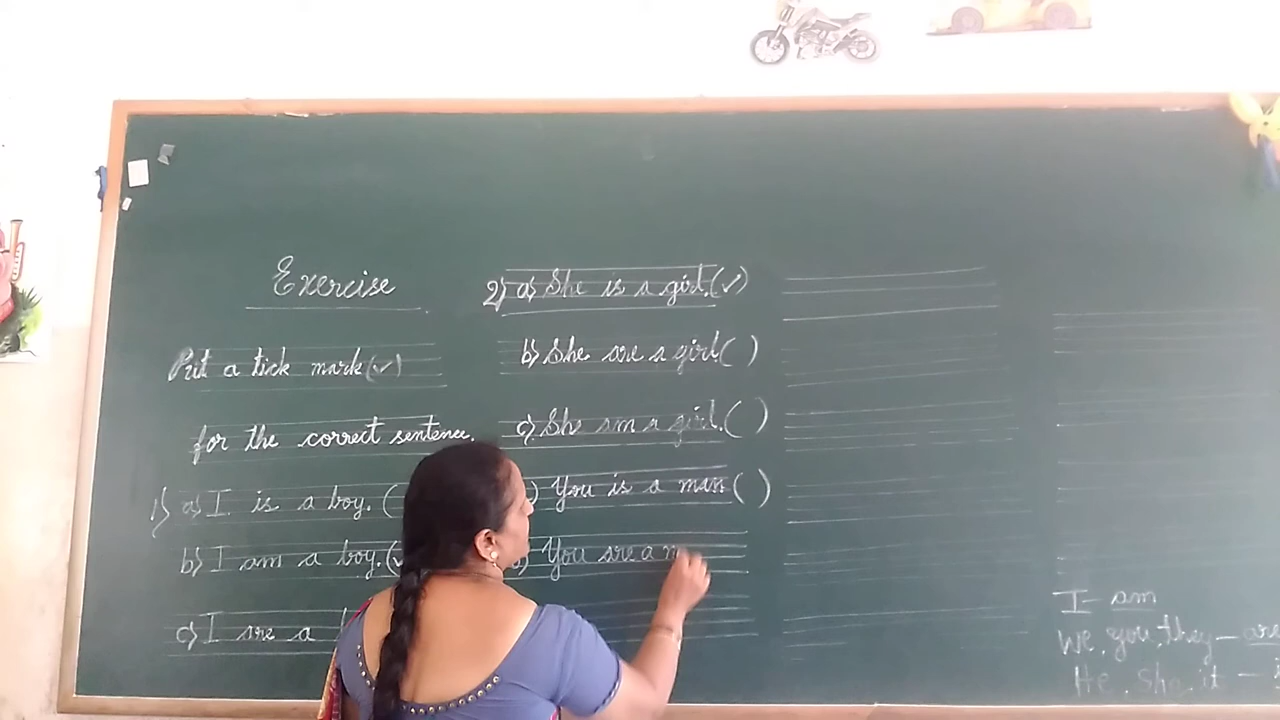 Exercise
Put a tick mark (✓)
for the correct sentence.
1) a) I is a boy. (
b) I am a boy. (✓
c) I are a
2) a) She is a girl. (✓)
b) She are a girl ( )
c) She am a girl. ( )
) You is a man ( )
) You are a m
I - am
We, you, they - are
He, She, it -